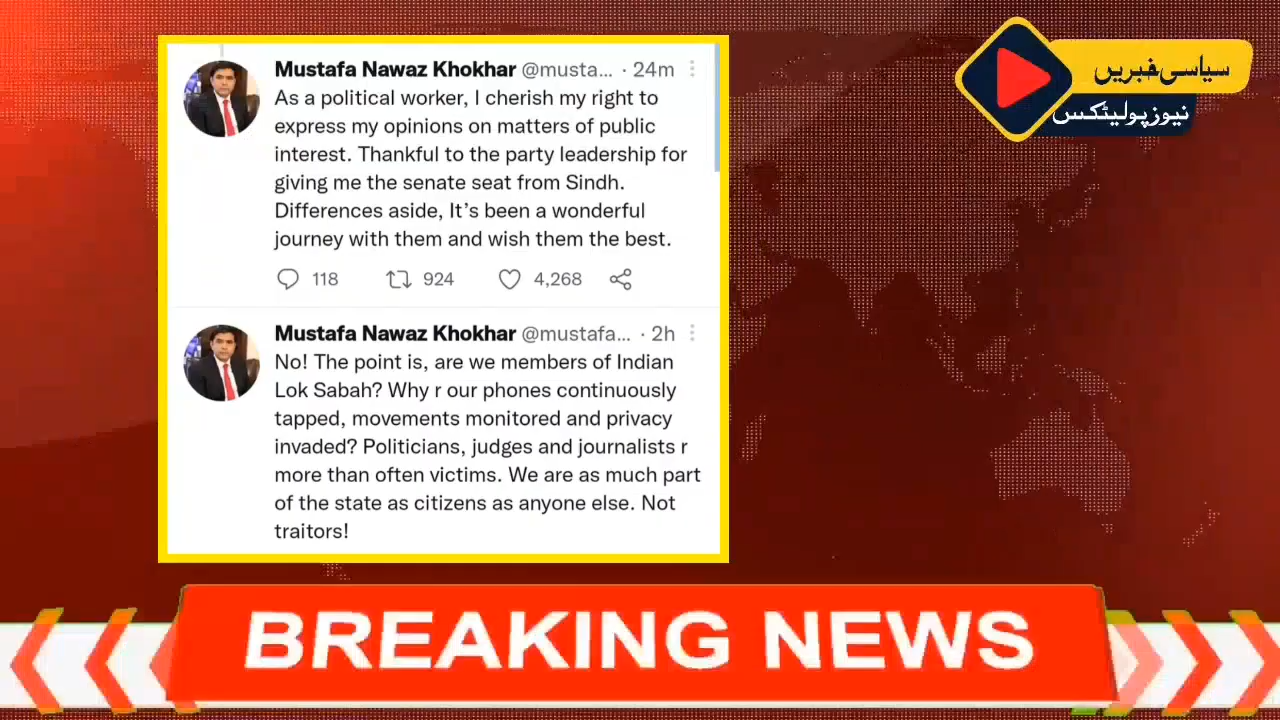 Mustafa Nawaz Khokhar @musta... · 24m
As a political worker, I cherish my right to
express my opinions on matters of public
interest. Thankful to the party leadership for
giving me the senate seat from Sindh.
Differences aside, It’s been a wonderful
journey with them and wish them the best.
118 924 4,268
Mustafa Nawaz Khokhar @mustafa... · 2h
No! The point is, are we members of Indian
Lok Sabah? Why r our phones continuously
tapped, movements monitored and privacy
invaded? Politicians, judges and journalists r
more than often victims. We are as much part
of the state as citizens as anyone else. Not
traitors!
سیاسی خبریں
نیوز پولیٹکس
BREAKING NEWS